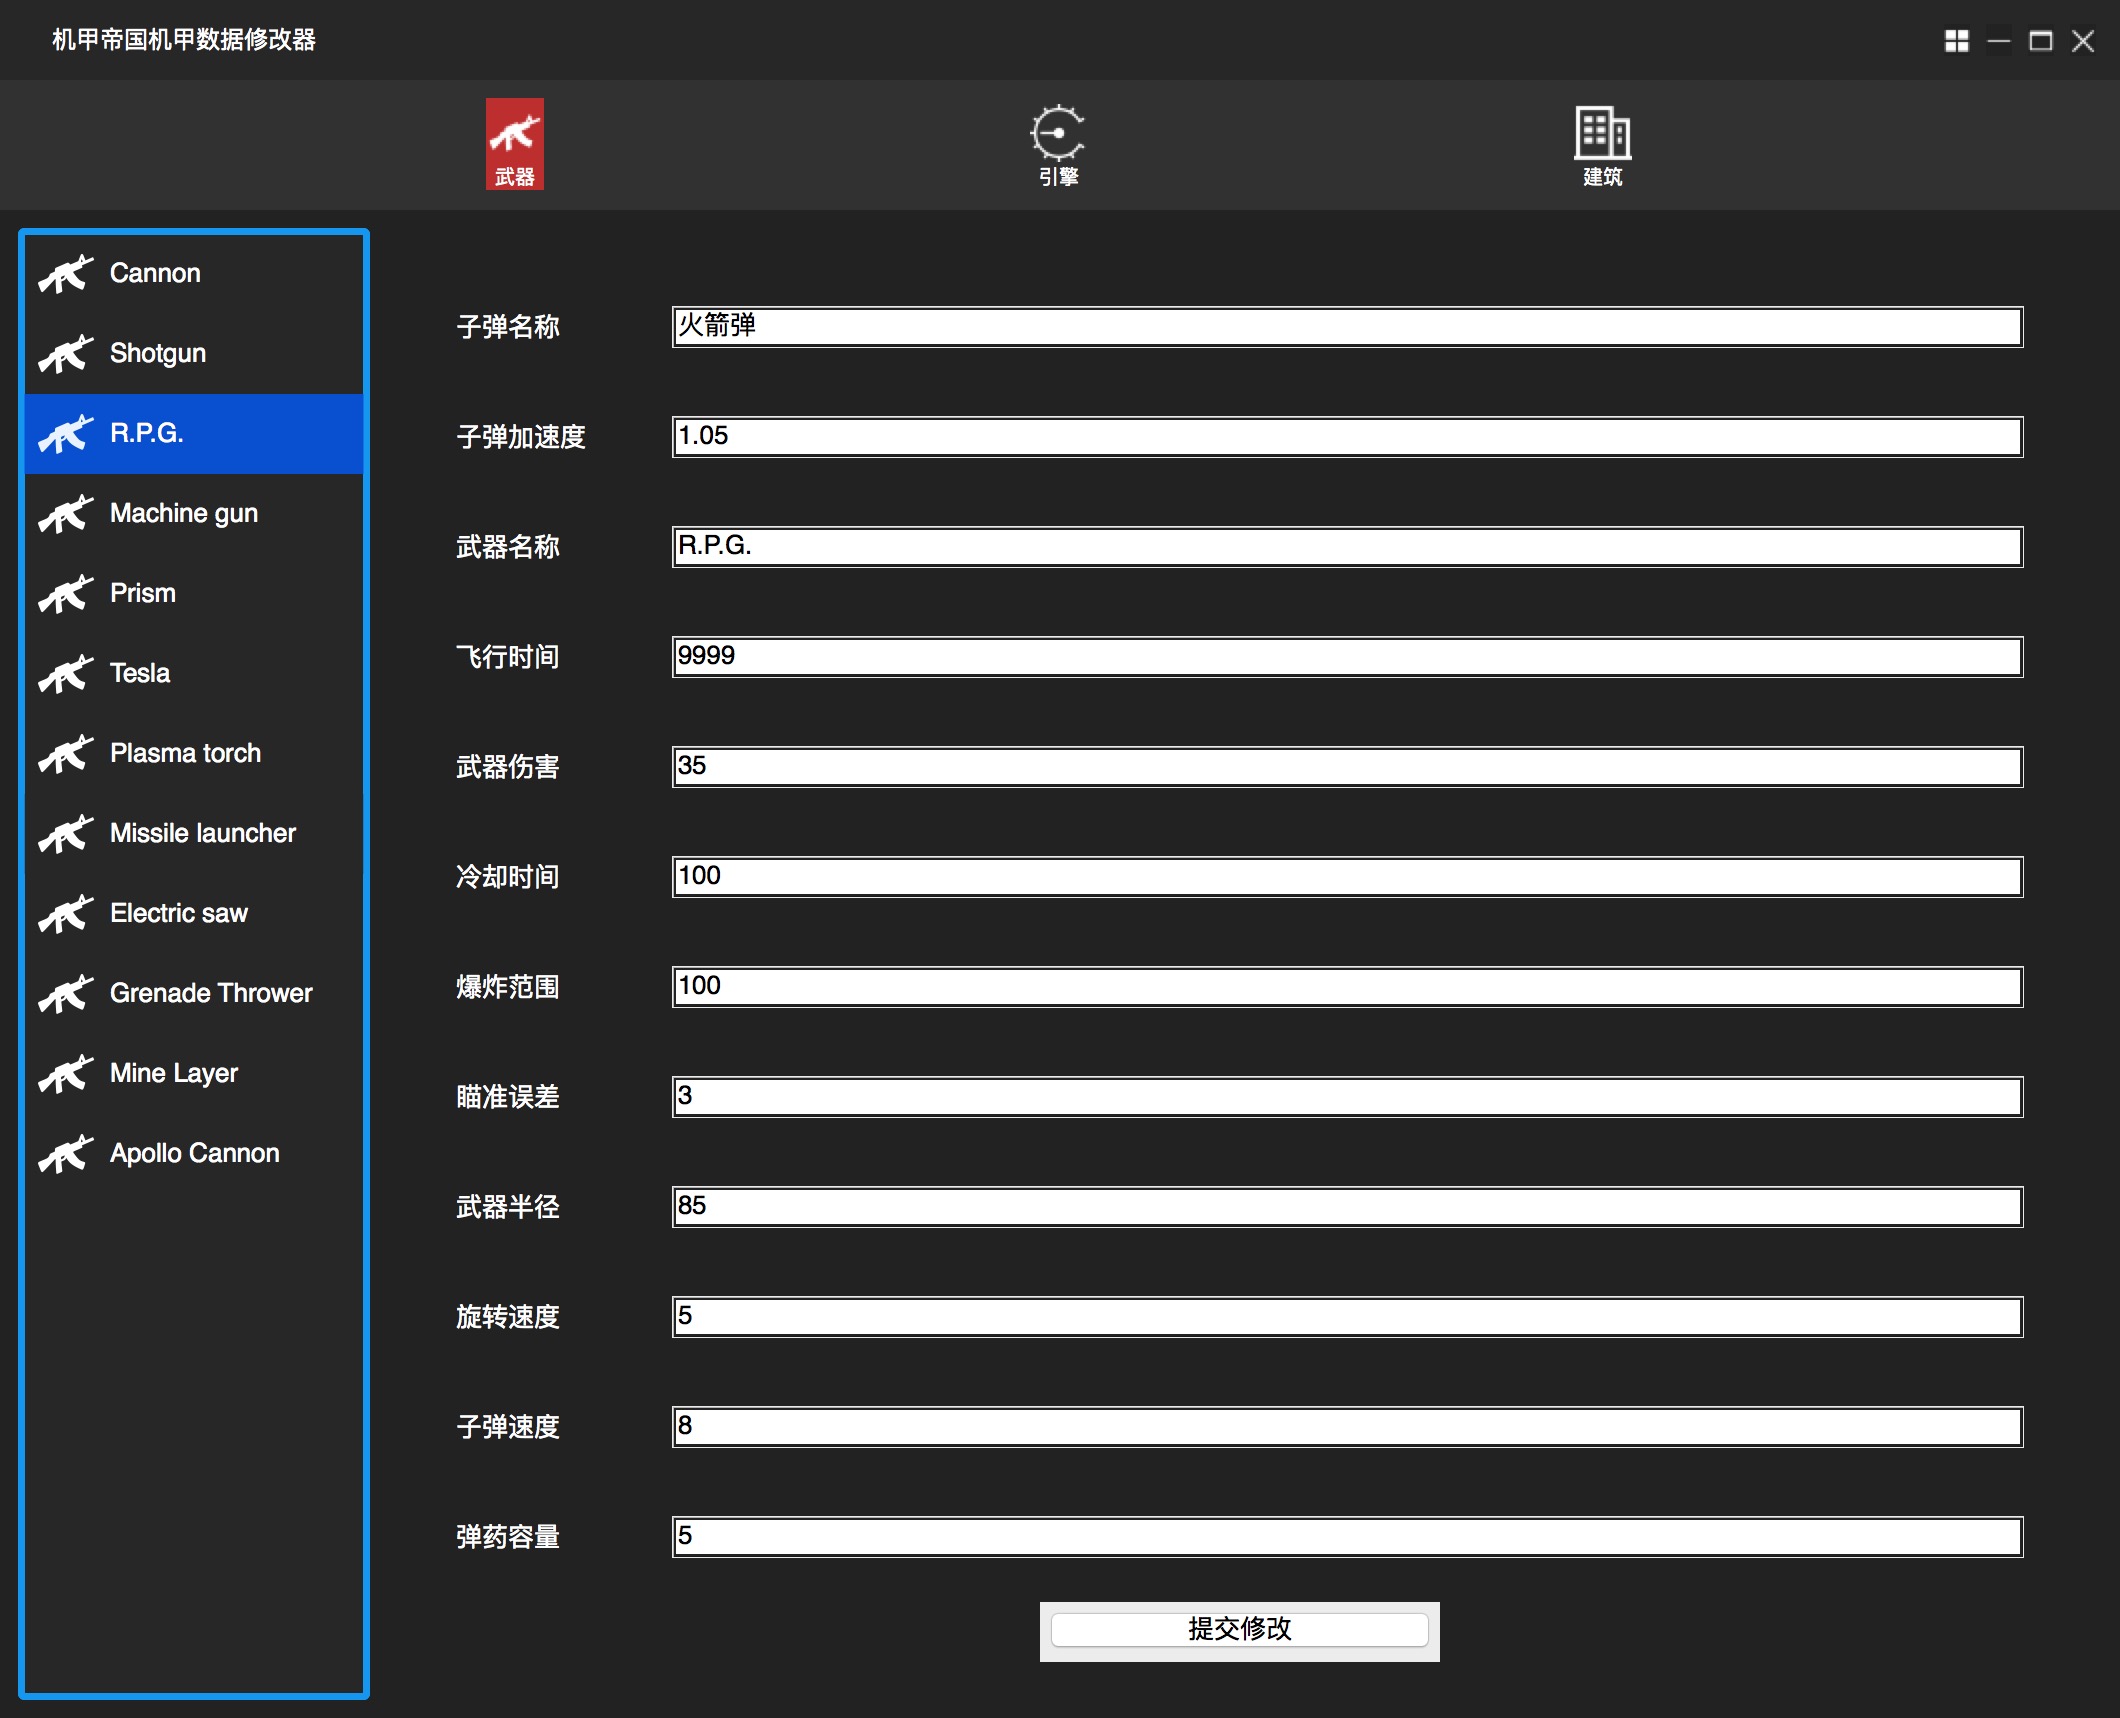 机甲帝国机甲数据修改器
武器
引擎
建筑
Cannon
Shotgun
R.P.G.
Machine gun
Prism
Tesla
Plasma torch
Missile launcher
Electric saw
Grenade Thrower
Mine Layer
Apollo Cannon
子弹名称 火箭弹
子弹加速度 1.05
武器名称 R.P.G.
飞行时间 9999
武器伤害 35
冷却时间 100
爆炸范围 100
瞄准误差 3
武器半径 85
旋转速度 5
子弹速度 8
弹药容量 5
提交修改